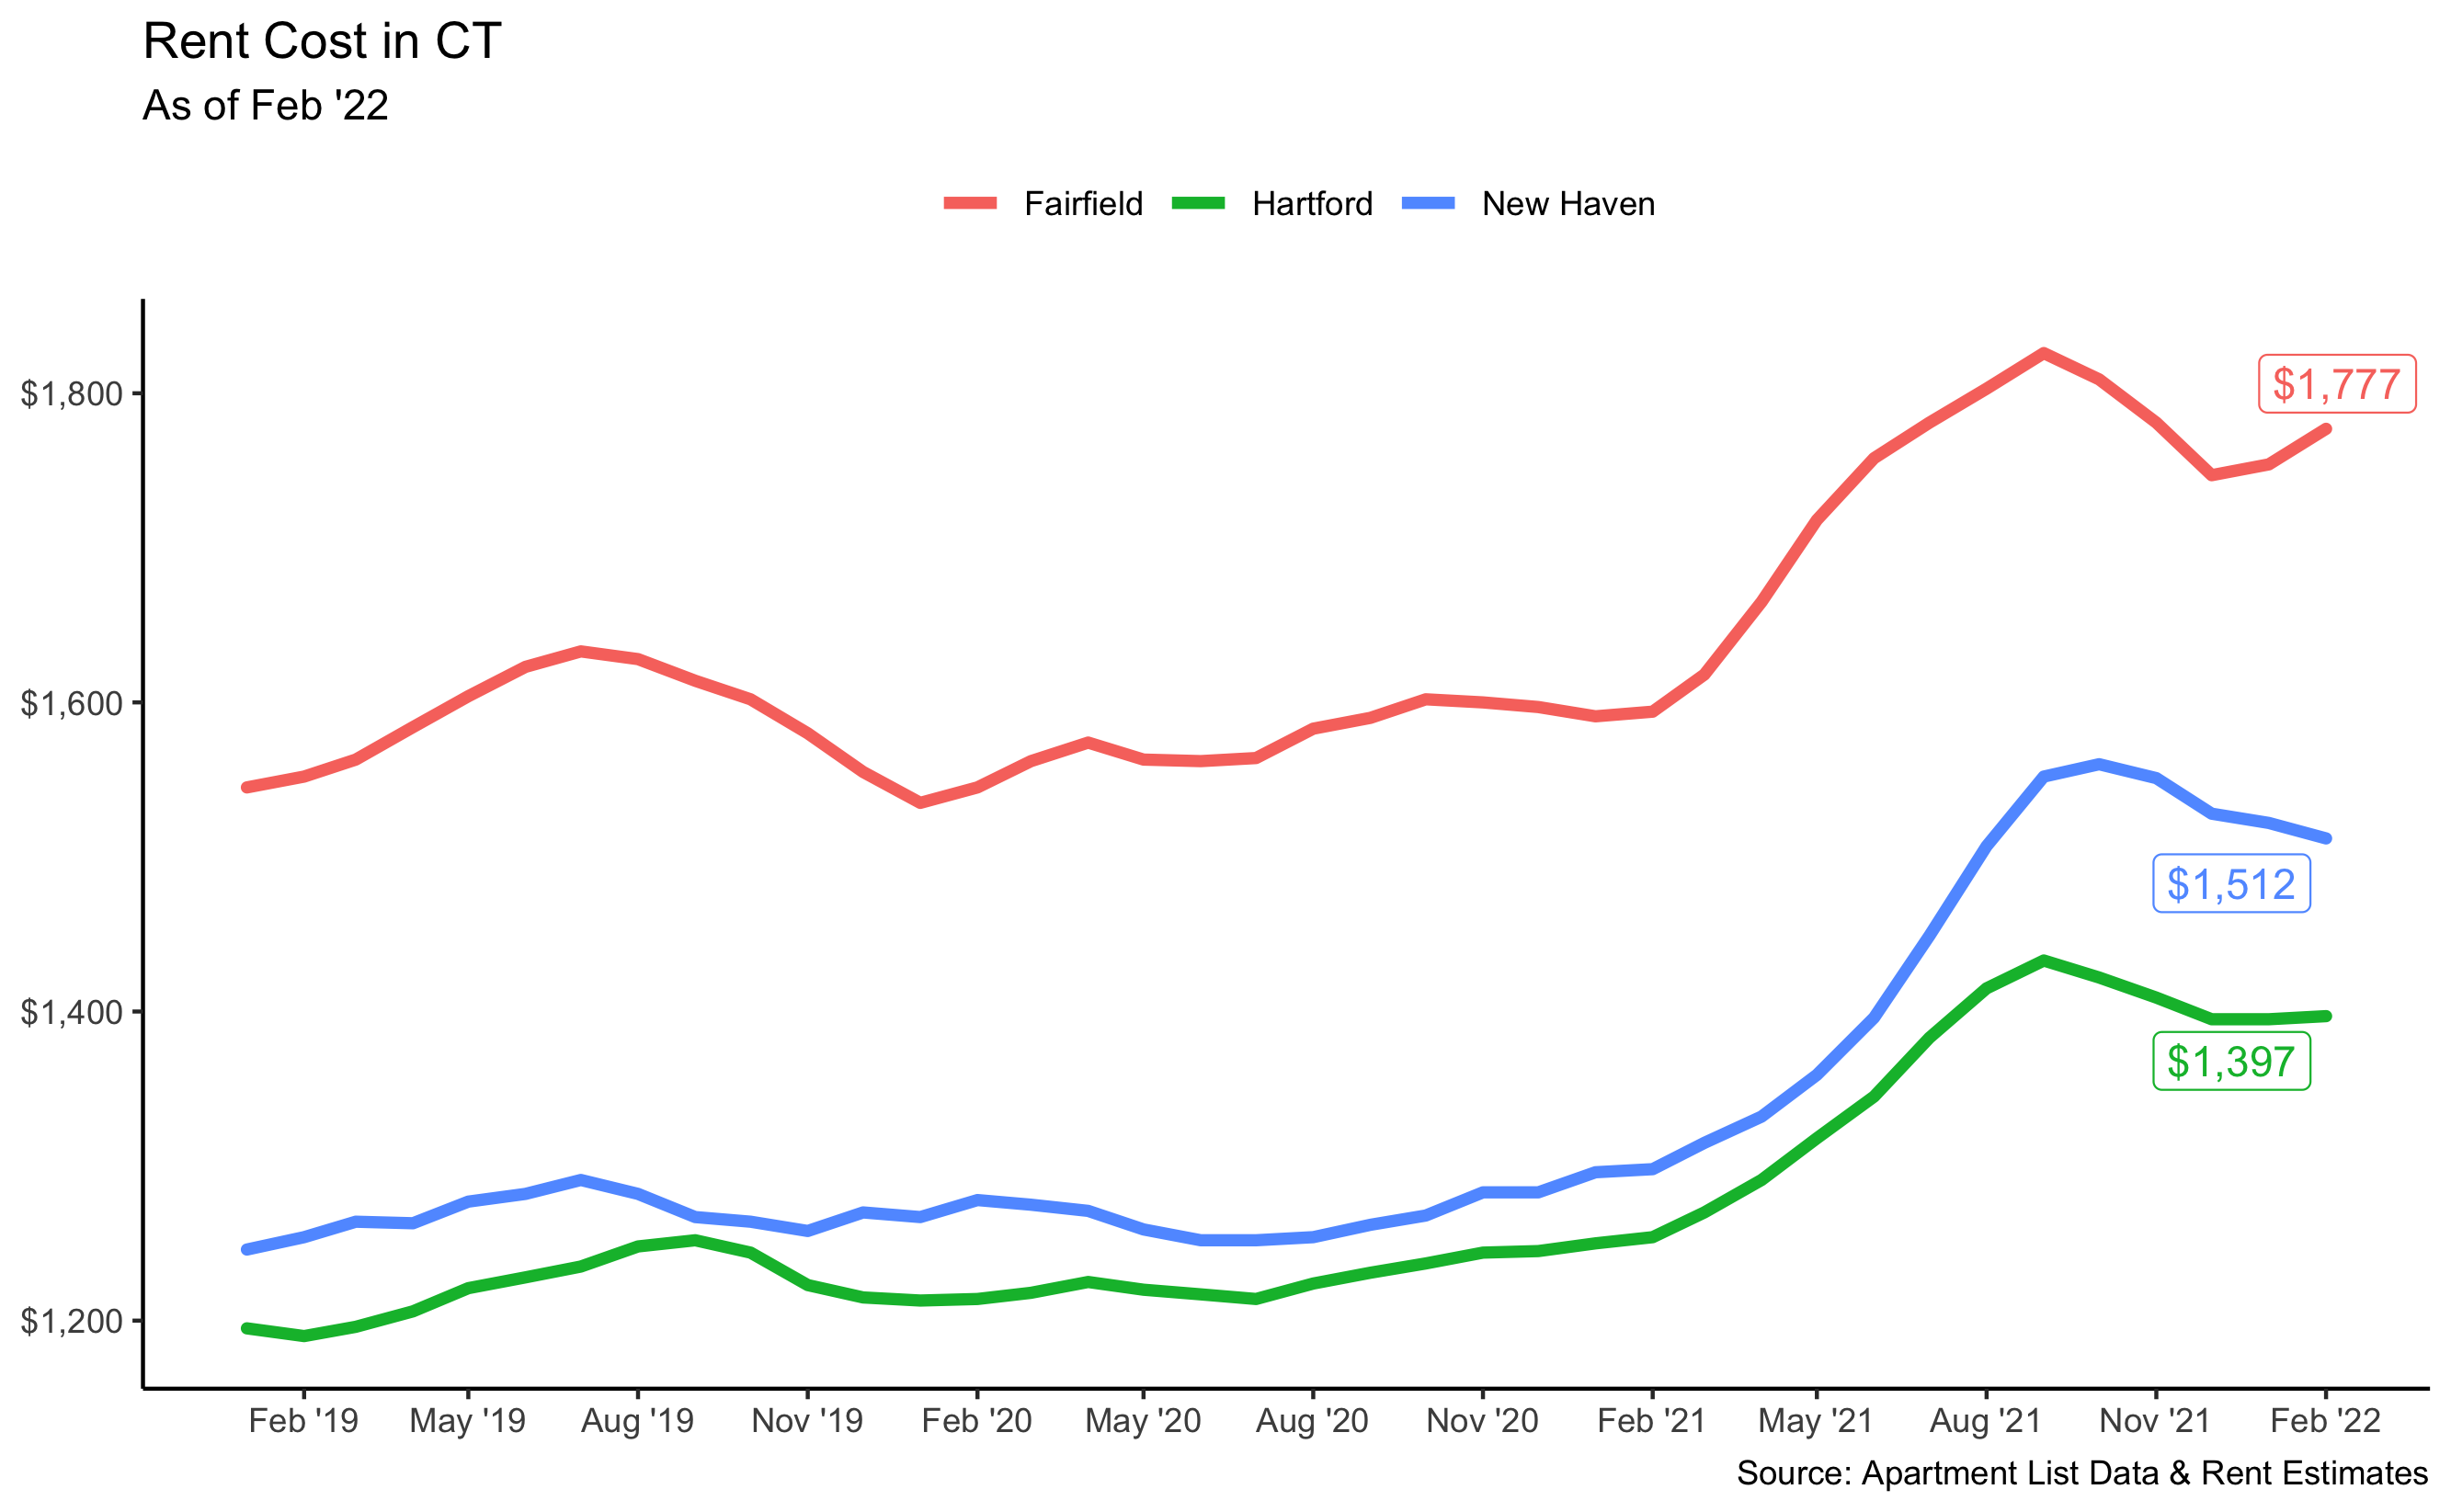 Rent Cost in CT
As of Feb '22
Fairfield Hartford New Haven
$1,800
$1,777
$1,600
$1,512
$1,400
$1,397
$1,200
Feb '19 May '19 Aug '19 Nov '19 Feb '20 May '20 Aug '20 Nov '20 Feb '21 May '21 Aug '21 Nov '21 Feb '22
Source: Apartment List Data & Rent Estimates